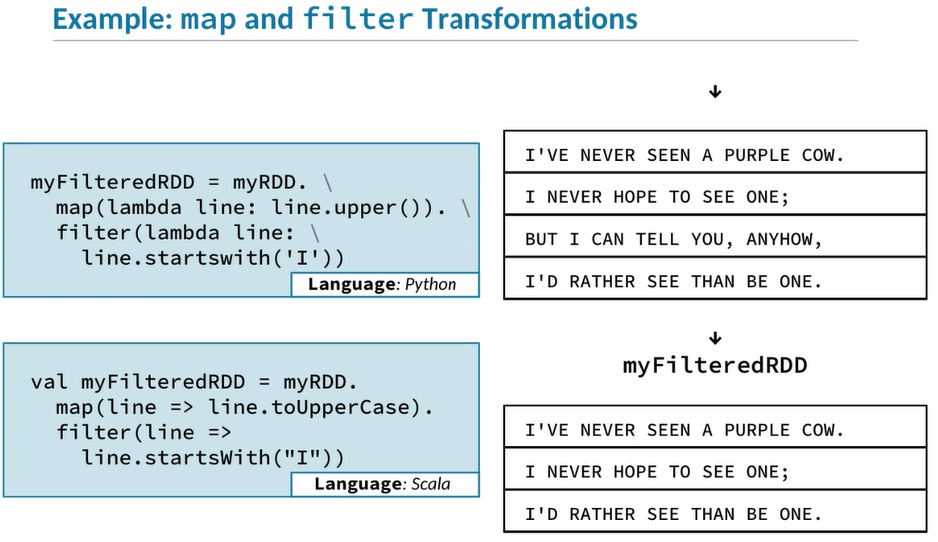 Example: map and filter Transformations
↓
myFilteredRDD = myRDD. \
map(lambda line: line.upper()). \
filter(lambda line: \
line.startswith('I'))
Language: Python
I'VE NEVER SEEN A PURPLE COW.
I NEVER HOPE TO SEE ONE;
BUT I CAN TELL YOU, ANYHOW,
I'D RATHER SEE THAN BE ONE.
↓
myFilteredRDD
val myFilteredRDD = myRDD.
map(line => line.toUpperCase).
filter(line =>
line.startsWith("I"))
Language: Scala
I'VE NEVER SEEN A PURPLE COW.
I NEVER HOPE TO SEE ONE;
I'D RATHER SEE THAN BE ONE.